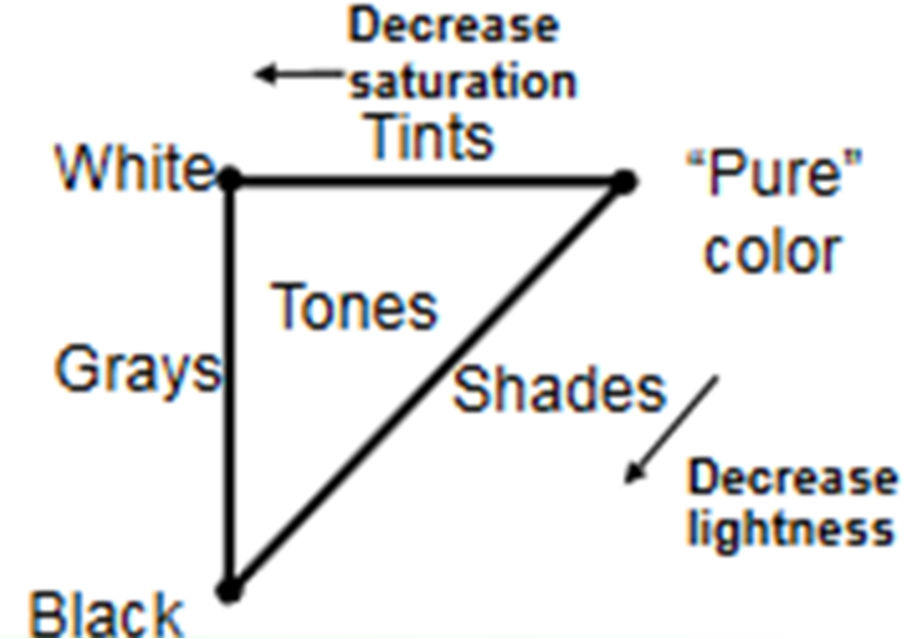 Decrease
saturation
Tints
White
“Pure”
color
Tones
Grays
Shades
Decrease
lightness
Black